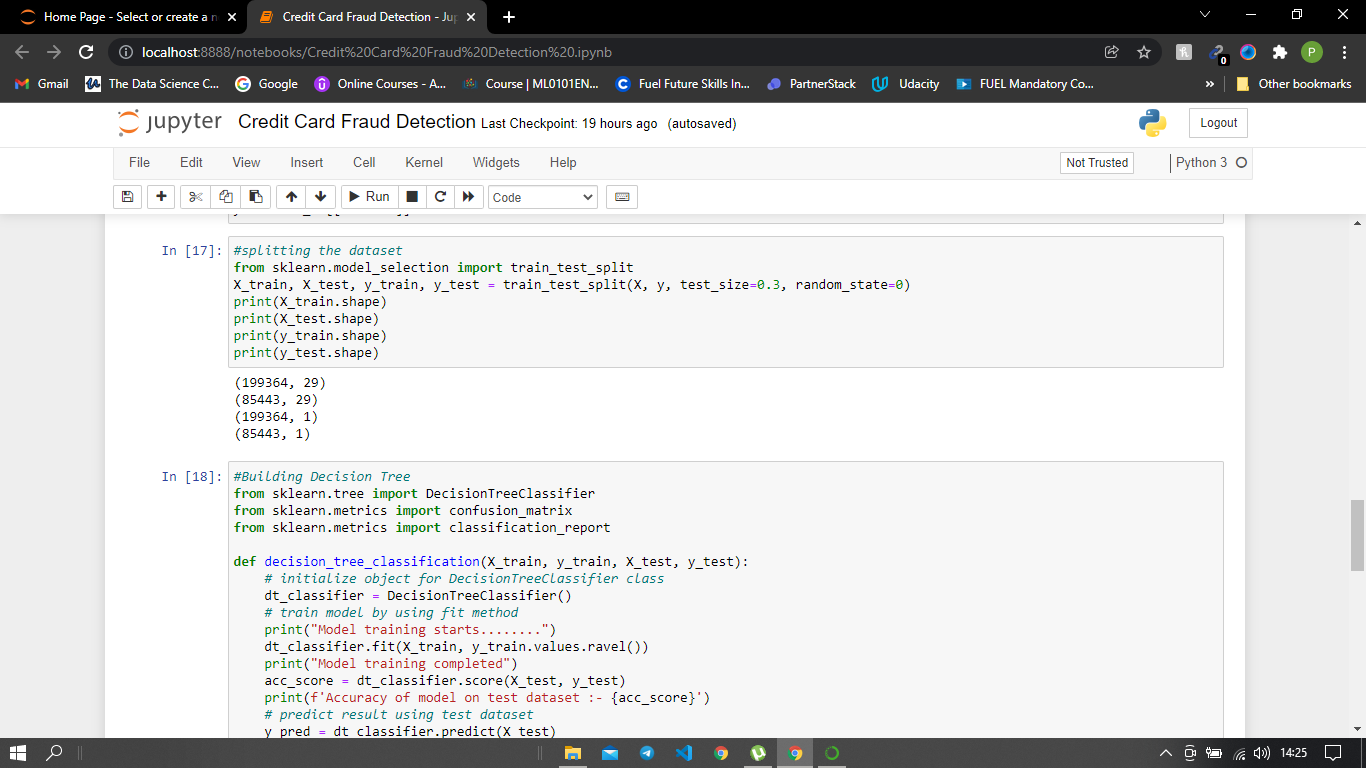 Home Page - Select or create a n
Credit Card Fraud Detection - Jup
localhost:8888/notebooks/Credit%20Card%20Fraud%20Detection%20.ipynb
P
0
Gmail
The Data Science C...
Google
Online Courses - A...
Course | ML0101EN...
Fuel Future Skills In...
PartnerStack
Udacity
FUEL Mandatory Co...
»
Other bookmarks
jupyter Credit Card Fraud Detection Last Checkpoint: 19 hours ago (autosaved)
Logout
File Edit View Insert Cell Kernel Widgets Help
Not Trusted
Python 3
Run
Code
In [17]:
#splitting the dataset
from sklearn.model_selection import train_test_split
X_train, X_test, y_train, y_test = train_test_split(X, y, test_size=0.3, random_state=0)
print(X_train.shape)
print(X_test.shape)
print(y_train.shape)
print(y_test.shape)
(199364, 29)
(85443, 29)
(199364, 1)
(85443, 1)
In [18]:
#Building Decision Tree
from sklearn.tree import DecisionTreeClassifier
from sklearn.metrics import confusion_matrix
from sklearn.metrics import classification_report
def decision_tree_classification(X_train, y_train, X_test, y_test):
# initialize object for DecisionTreeClassifier class
dt_classifier = DecisionTreeClassifier()
# train model by using fit method
print("Model training starts........")
dt_classifier.fit(X_train, y_train.values.ravel())
print("Model training completed")
acc_score = dt_classifier.score(X_test, y_test)
print(f'Accuracy of model on test dataset :- {acc_score}')
# predict result using test dataset
y_pred = dt_classifier.predict(X_test)
14:25